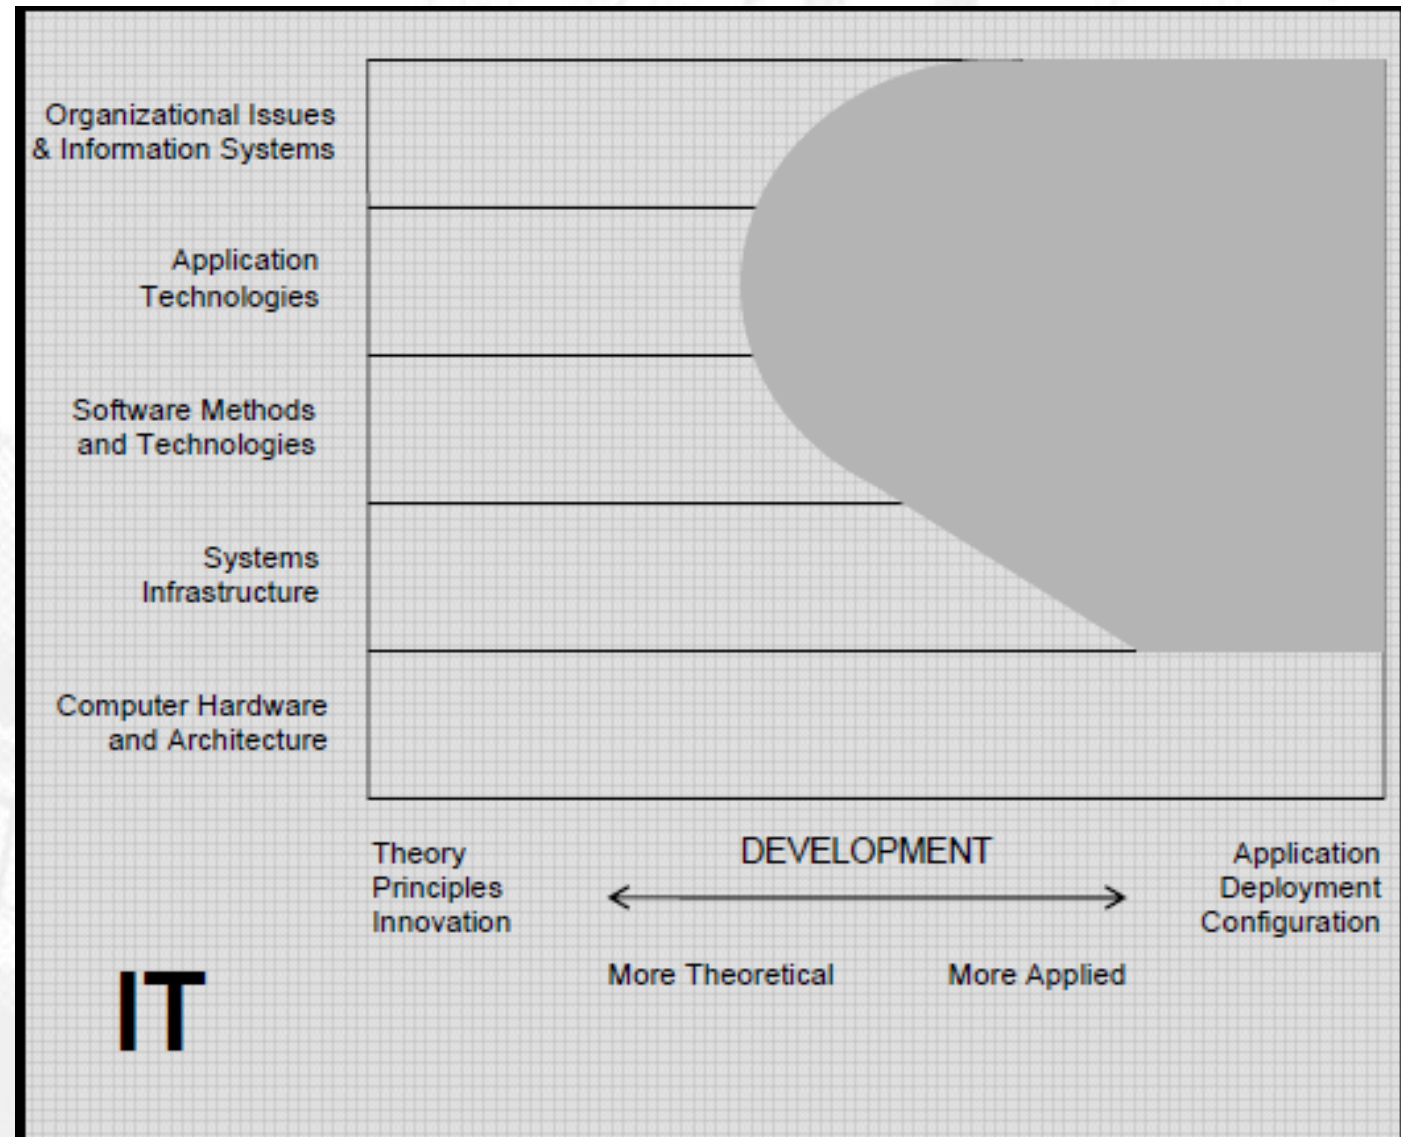 Organizational Issues
& Information Systems
Application
Technologies
Software Methods
and Technologies
Systems
Infrastructure
Computer Hardware
and Architecture
Theory
Principles
Innovation
DEVELOPMENT
Application
Deployment
Configuration
More Theoretical
More Applied
IT